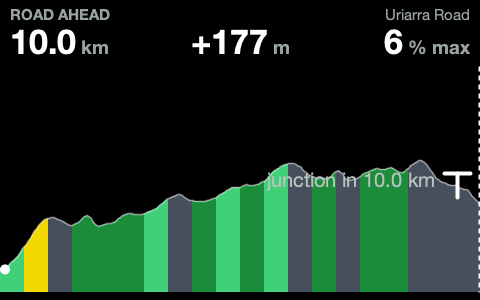 ROAD AHEAD
Uriarra Road
10.0 km
+177 m
6 % max
junction in 10.0 km